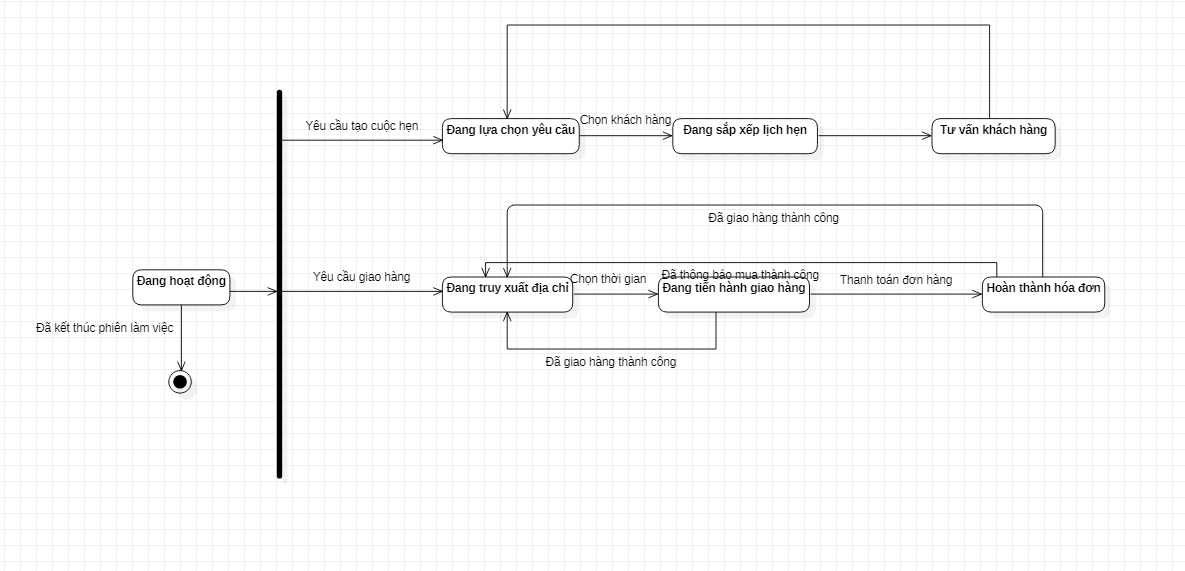 Yêu cầu tạo cuộc hẹn
Đang lựa chọn yêu cầu
Chọn khách hàng
Đang sắp xếp lịch hẹn
Tư vấn khách hàng
Đã giao hàng thành công
Đang hoạt động
Yêu cầu giao hàng
Đang truy xuất địa chỉ
Chọn thời gian
Đã thông báo mua thành công
Đang tiến hành giao hàng
Thanh toán đơn hàng
Hoàn thành hóa đơn
Đã kết thúc phiên làm việc
Đã giao hàng thành công